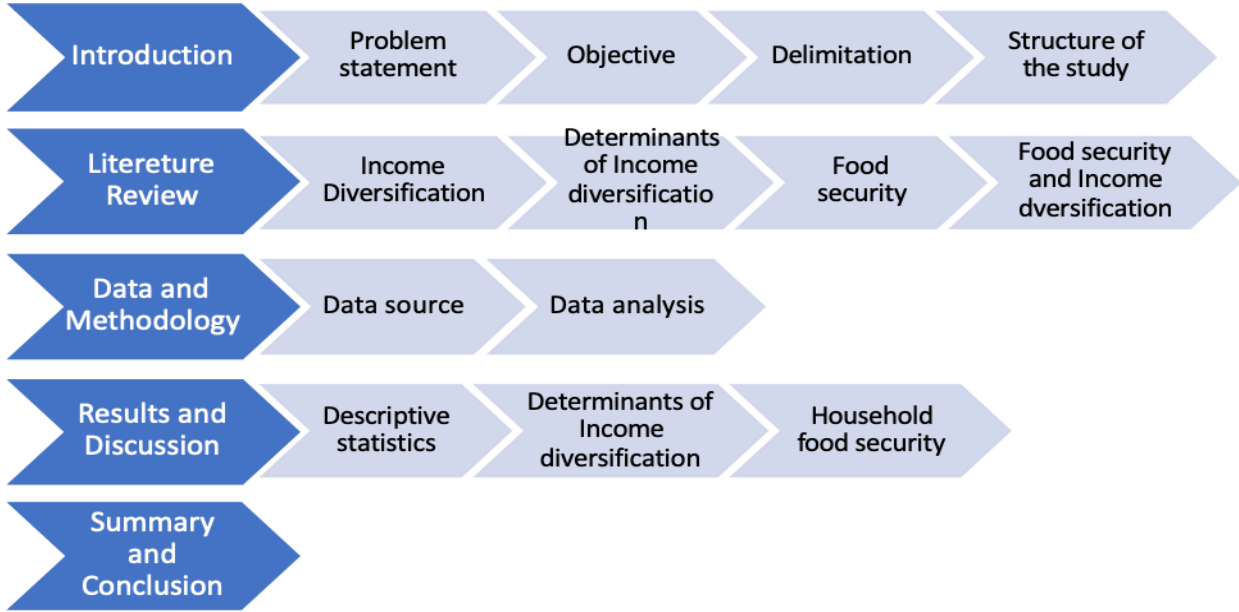 Introduction
Problem
statement
Objective
Delimitation
Structure of
the study
Litereture
Review
Income
Diversification
Determinants
of Income
diversificatio
n
Food
security
Food security
and Income
dversification
Data and
Methodology
Data source
Data analysis
Results and
Discussion
Descriptive
statistics
Determinants of
Income
diversification
Household
food security
Summary
and
Conclusion